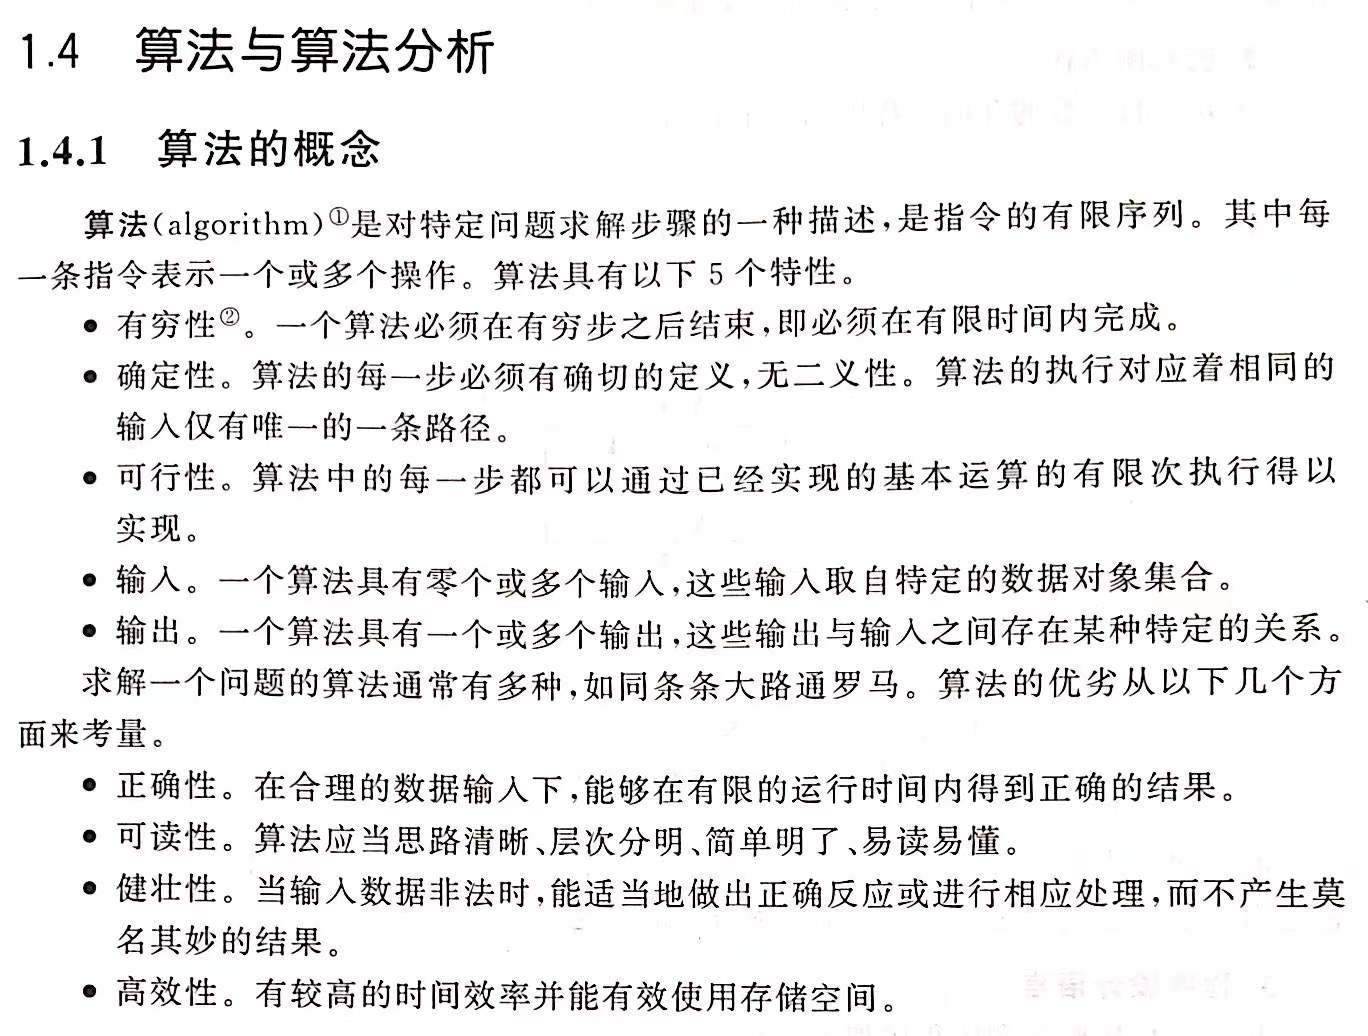 1.4 算法与算法分析
1.4.1 算法的概念
算法(algorithm)①是对特定问题求解步骤的一种描述,是指令的有限序列。其中每
一条指令表示一个或多个操作。算法具有以下 5 个特性。
• 有穷性②。一个算法必须在有穷步之后结束,即必须在有限时间内完成。
• 确定性。算法的每一步必须有确切的定义,无二义性。算法的执行对应着相同的
输入仅有唯一的一条路径。
• 可行性。算法中的每一步都可以通过已经实现的基本运算的有限次执行得以
实现。
• 输入。一个算法具有零个或多个输入,这些输入取自特定的数据对象集合。
• 输出。一个算法具有一个或多个输出,这些输出与输入之间存在某种特定的关系。
求解一个问题的算法通常有多种,如同条条大路通罗马。算法的优劣从以下几个方
面来考量。
• 正确性。在合理的数据输入下,能够在有限的运行时间内得到正确的结果。
• 可读性。算法应当思路清晰、层次分明、简单明了、易读易懂。
• 健壮性。当输入数据非法时,能适当地做出正确反应或进行相应处理,而不产生莫
名其妙的结果。
• 高效性。有较高的时间效率并能有效使用存储空间。